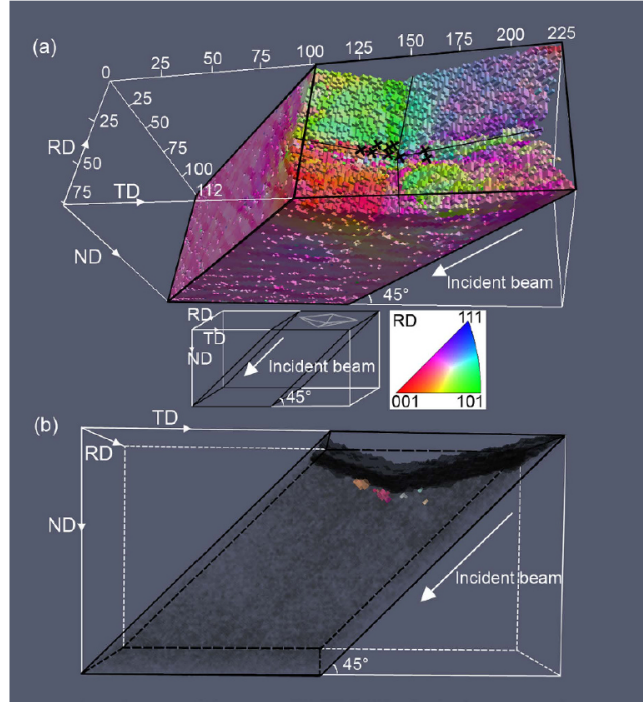 (a)
0 25 50 75 100 125 150 200 225
25 25
RD 50
50 75
75 TD 100
112
ND
45° Incident beam
RD
TD
ND
Incident beam
45°
RD 111
001 101
(b)
TD
RD
ND
Incident beam
45°